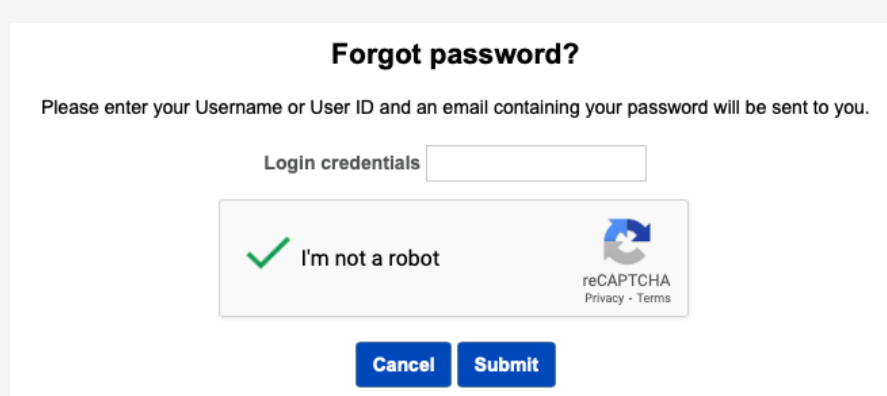 Forgot password?
Please enter your Username or User ID and an email containing your password will be sent to you.
Login credentials
I'm not a robot
reCAPTCHA
Privacy - Terms
Cancel Submit